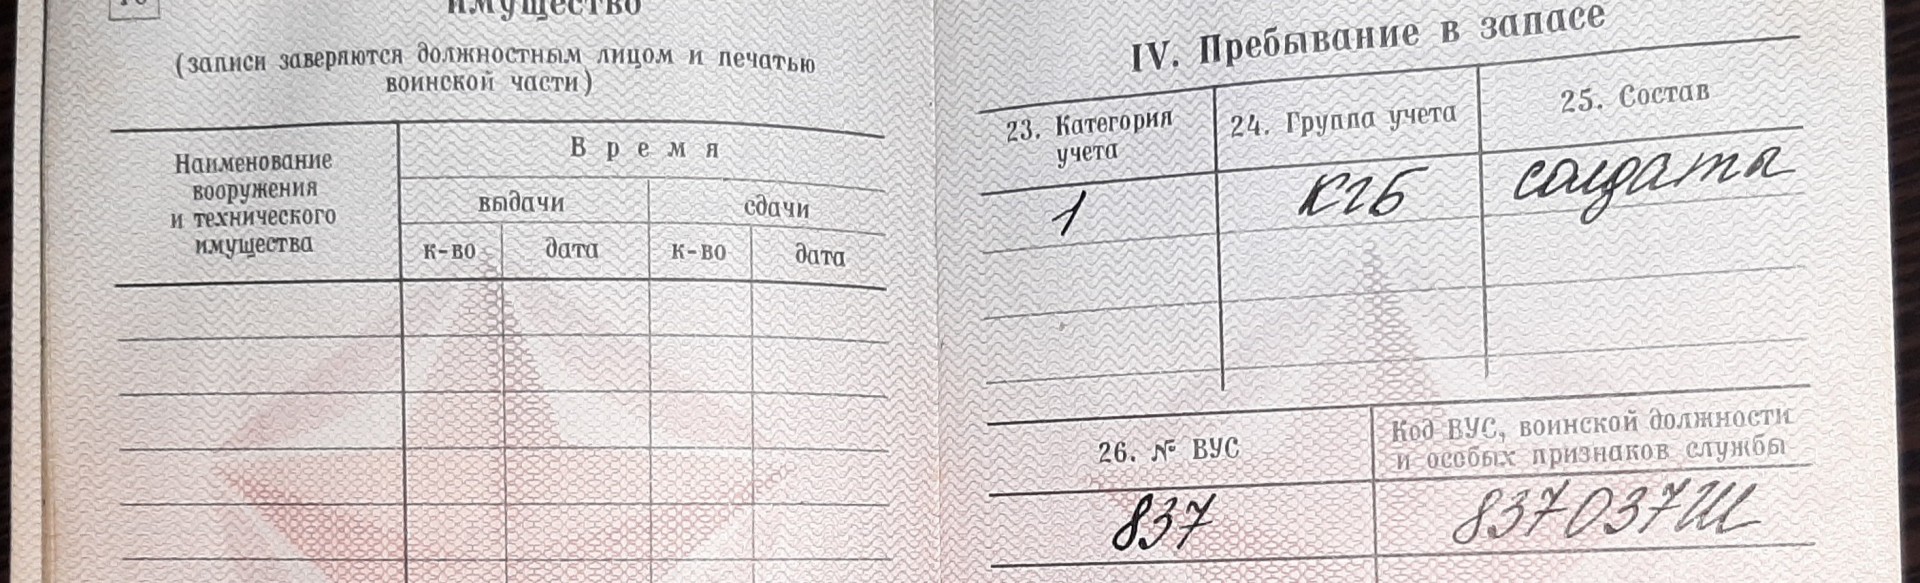 имущество
(записи заверяются должностным лицом и печатью
воинской части)
Наименование
вооружения
и технического
имущества
Время
выдачи
сдачи
к-во
дата
к-во
дата
IV. Пребывание в запасе
23. Категория
учета
24. Группа учета
25. Состав
1
КГБ
солдаты
26. № ВУС
Код ВУС, воинской должности
и особых признаков службы
837
837037Ш